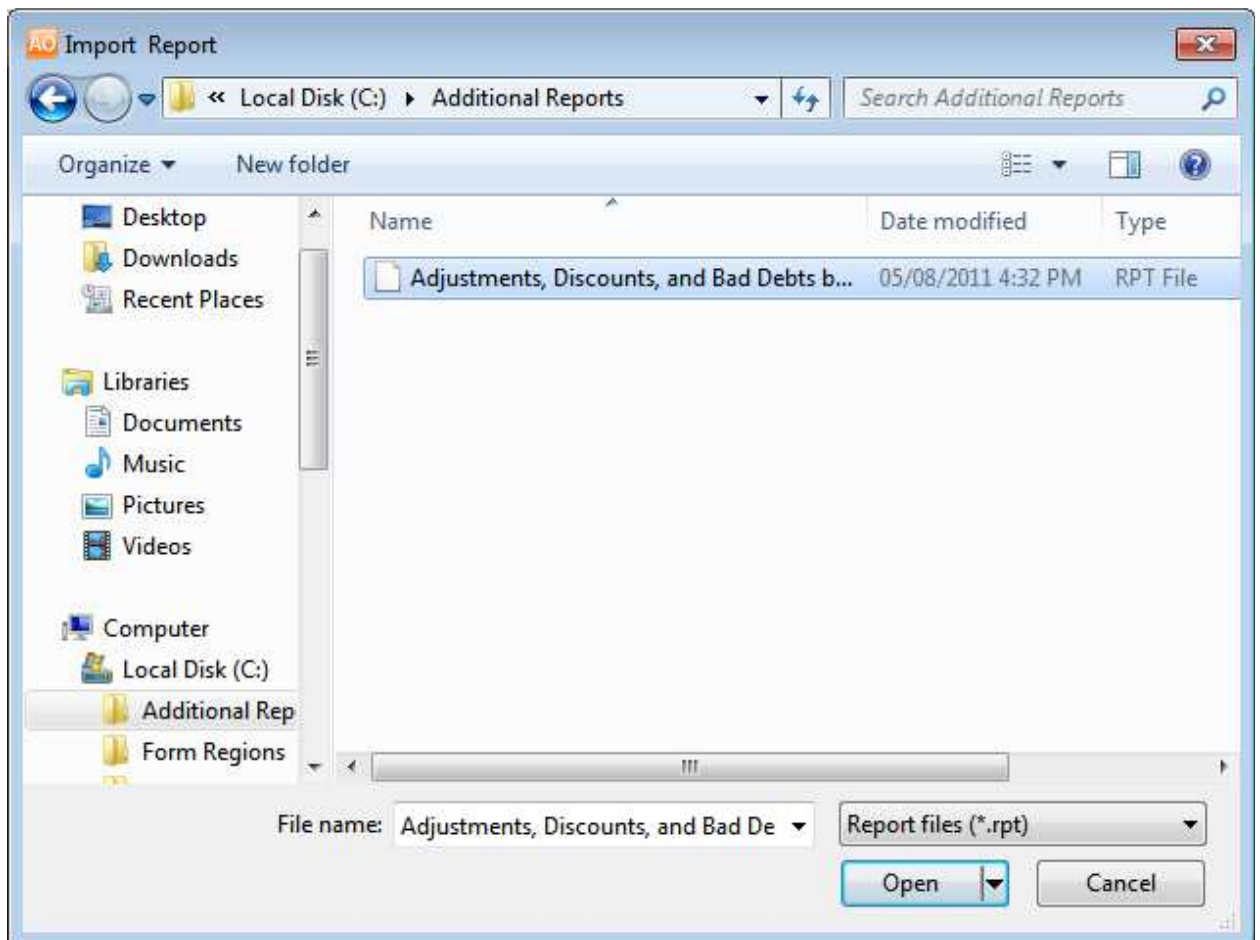 AO Import Report
« Local Disk (C:) Additional Reports Search Additional Reports
Organize New folder
Name Date modified Type
Adjustments, Discounts, and Bad Debts b... 05/08/2011 4:32 PM RPT File
Desktop
Downloads
Recent Places
Libraries
Documents
Music
Pictures
Videos
Computer
Local Disk (C:)
Additional Rep
Form Regions
File name: Adjustments, Discounts, and Bad De Report files (*.rpt)
Open Cancel